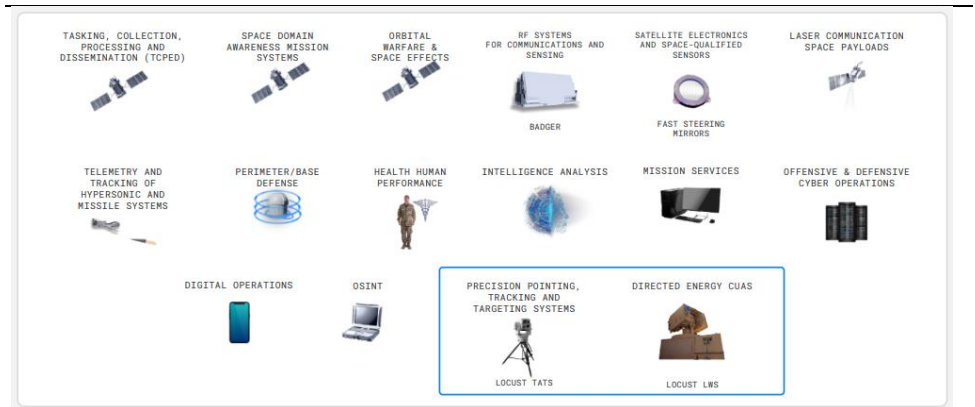 TASKING, COLLECTION,
PROCESSING AND
DISSEMINATION (TCPED)
SPACE DOMAIN
AWARENESS MISSION
SYSTEMS
ORBITAL
WARFARE &
SPACE EFFECTS
RF SYSTEMS
FOR COMMUNICATIONS AND
SENSING
BADGER
SATELLITE ELECTRONICS
AND SPACE-QUALIFIED
SENSORS
FAST STEERING
MIRRORS
LASER COMMUNICATION
SPACE PAYLOADS
TELEMETRY AND
TRACKING OF
HYPERSONIC AND
MISSILE SYSTEMS
PERIMETER/BASE
DEFENSE
HEALTH HUMAN
PERFORMANCE
INTELLIGENCE ANALYSIS
MISSION SERVICES
OFFENSIVE & DEFENSIVE
CYBER OPERATIONS
DIGITAL OPERATIONS
OSINT
PRECISION POINTING,
TRACKING AND
TARGETING SYSTEMS
LOCUST TATS
DIRECTED ENERGY CUAS
LOCUST LWS